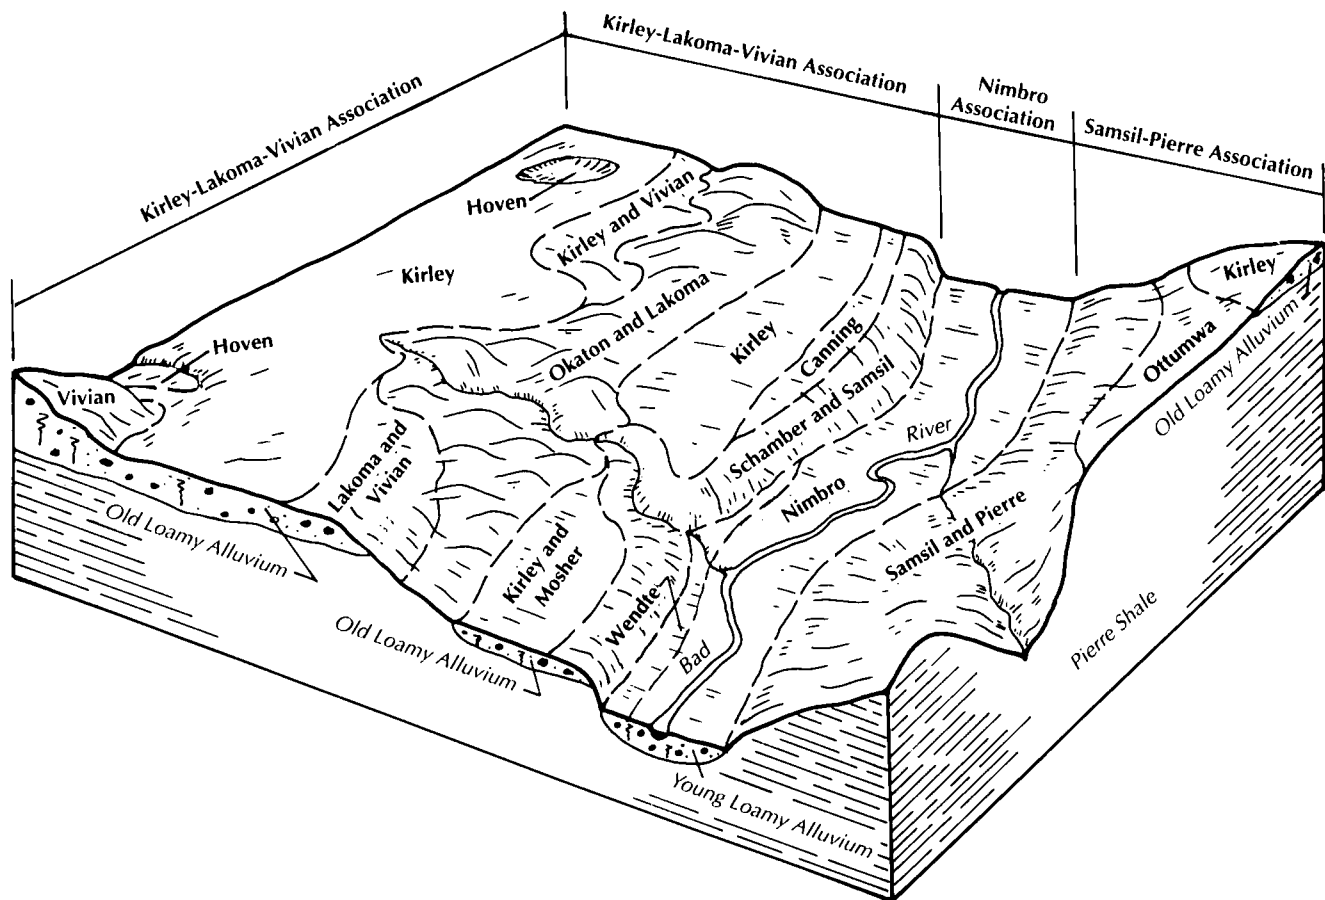 Kirley-Lakoma-Vivian Association
Kirley-Lakoma-Vivian Association
Nimbro
Association
Samsil-Pierre Association
Hoven
Kirley and Vivian
Kirley
Kirley
Okaton and Lakoma
Kirley
Canning
Ottumwa
Old Loamy Alluvium
Hoven
Vivian
Lakoma and
Vivian
Schamber and Samsil
River
Nimbro
Old Loamy Alluvium
Kirley and
Mosher
Samsil and Pierre
Wendte
Bad
Pierre Shale
Old Loamy Alluvium
Young Loamy Alluvium